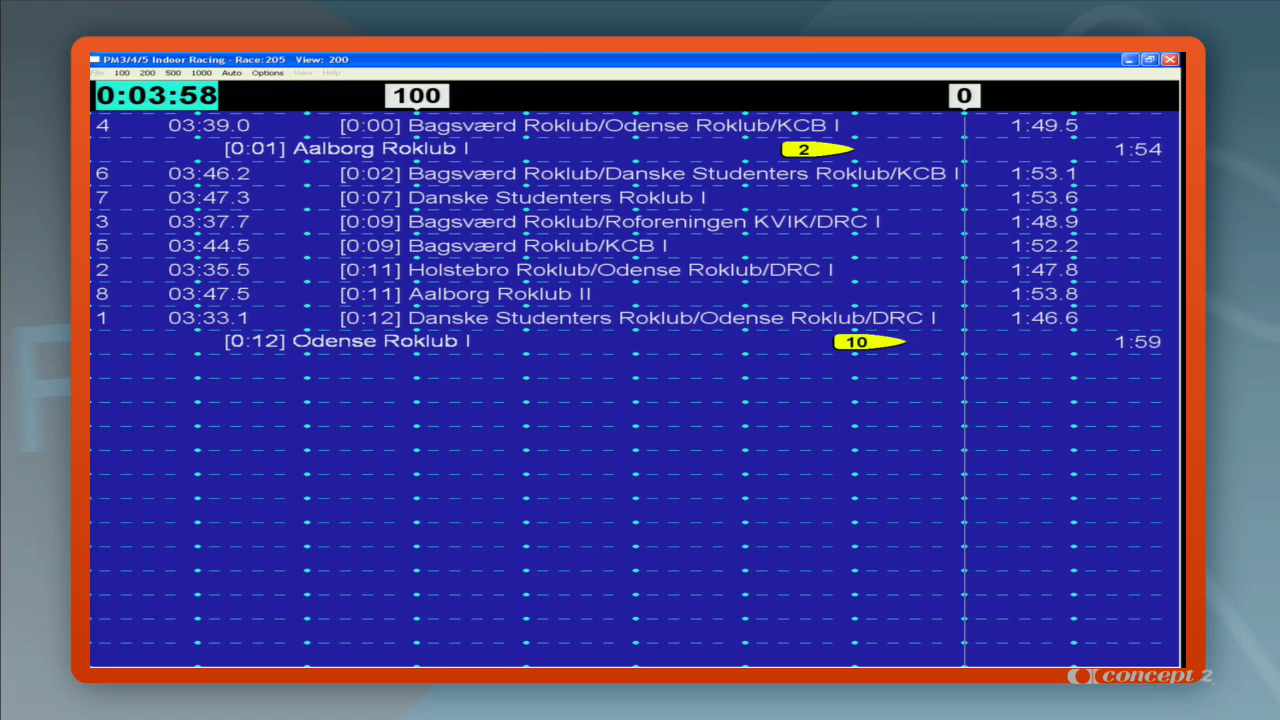 PM3/4/5 Indoor Racing - Race:205 View: 200
File 100 200 500 1000 Auto Options View Help
0:03:58 100 0
4 03:39.0 [0:00] Bagsværd Roklub/Odense Roklub/KCB I 1:49.5
[0:01] Aalborg Roklub I 2 1:54
6 03:46.2 [0:02] Bagsværd Roklub/Danske Studenters Roklub/KCB I 1:53.1
7 03:47.3 [0:07] Danske Studenters Roklub I 1:53.6
3 03:37.7 [0:09] Bagsværd Roklub/Roforeningen KVIK/DRC I 1:48.9
5 03:44.5 [0:09] Bagsværd Roklub/KCB I 1:52.2
2 03:35.5 [0:11] Holstebro Roklub/Odense Roklub/DRC I 1:47.8
8 03:47.5 [0:11] Aalborg Roklub II 1:53.8
1 03:33.1 [0:12] Danske Studenters Roklub/Odense Roklub/DRC I 1:46.6
[0:12] Odense Roklub I 10 1:59
concept 2